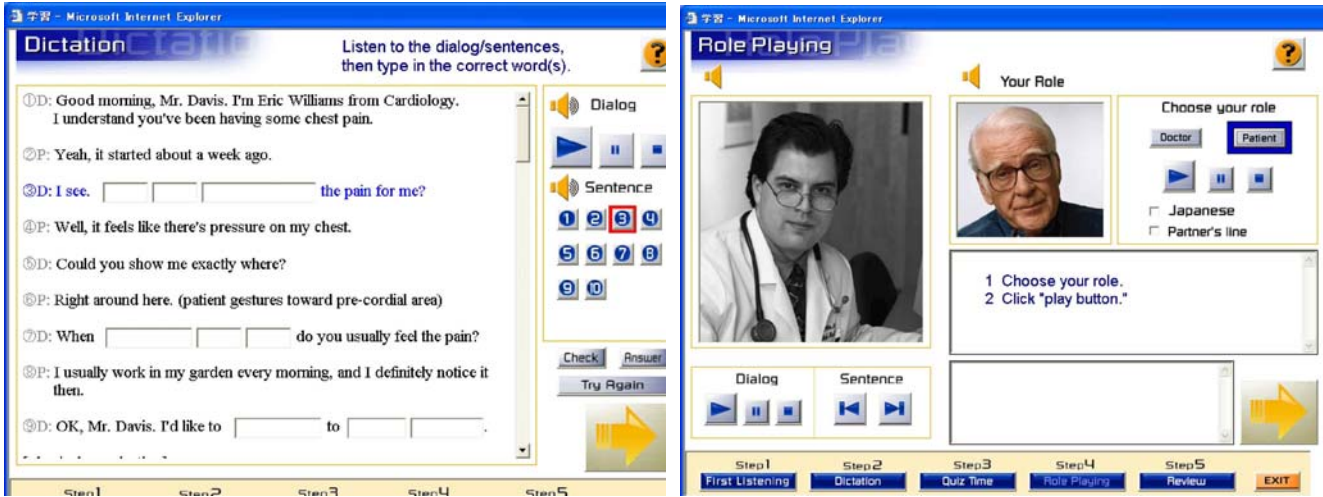 学習 - Microsoft Internet Explorer
Dictation
Listen to the dialog/sentences,
then type in the correct word(s).
?
①D: Good morning, Mr. Davis. I'm Eric Williams from Cardiology.
I understand you've been having some chest pain.
②P: Yeah, it started about a week ago.
③D: I see. the pain for me?
④P: Well, it feels like there's pressure on my chest.
⑤D: Could you show me exactly where?
⑥P: Right around here. (patient gestures toward pre-cordial area)
⑦D: When do you usually feel the pain?
⑧P: I usually work in my garden every morning, and I definitely notice it
then.
⑨D: OK, Mr. Davis. I'd like to to .
Dialog
Sentence
1 2 3 4
5 6 7 8
9 10
Check Answer
Try Again
Step1 Step2 Step3 Step4 Step5
学習 - Microsoft Internet Explorer
Role Playing
?
Your Role
Choose your role
Doctor Patient
Japanese
Partner's line
1 Choose your role.
2 Click "play button."
Dialog Sentence
Step1 Step2 Step3 Step4 Step5
First Listening Dictation Quiz Time Role Playing Review EXIT